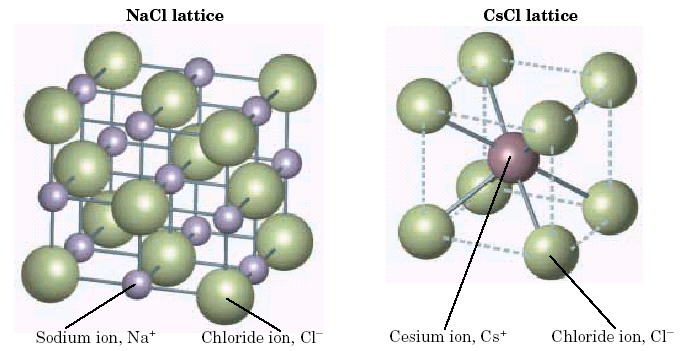 NaCl lattice
CsCl lattice
Sodium ion, Na⁺
Chloride ion, Cl⁻
Cesium ion, Cs⁺
Chloride ion, Cl⁻